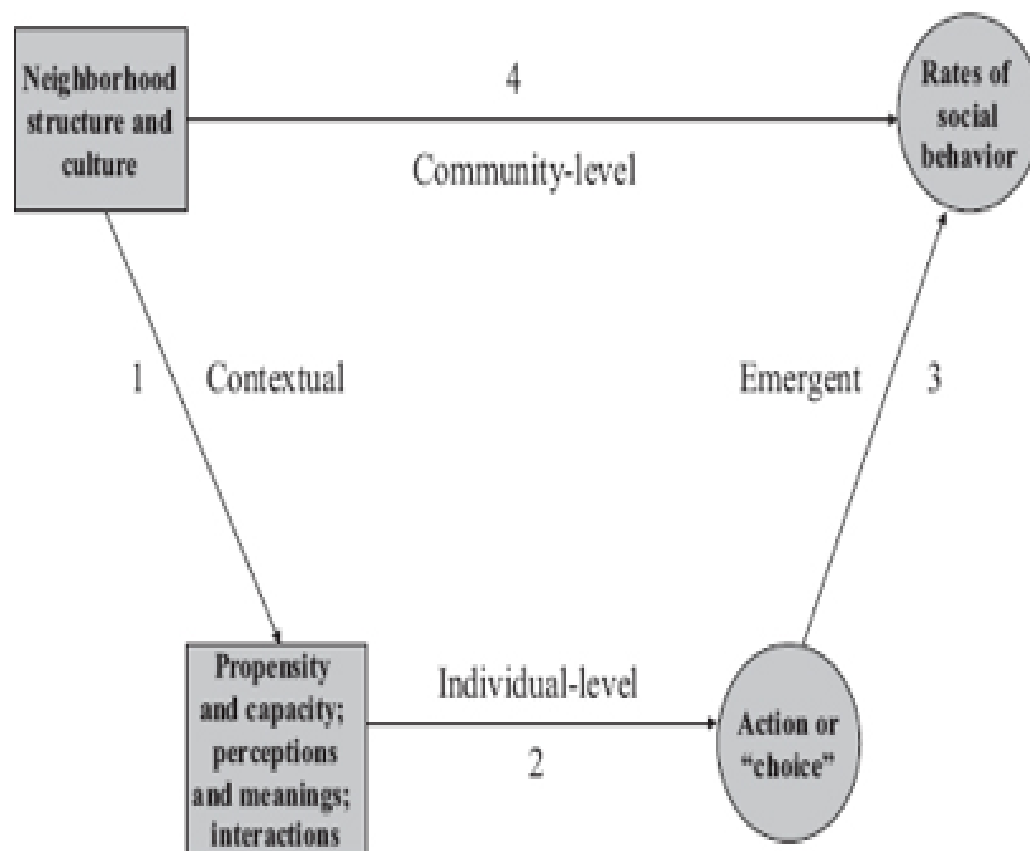 Neighborhood
structure and
culture
4
Community-level
Rates of
social
behavior
1
Contextual
Emergent
3
Propensity
and capacity;
perceptions
and meanings;
interactions
Individual-level
2
Action or
“choice”